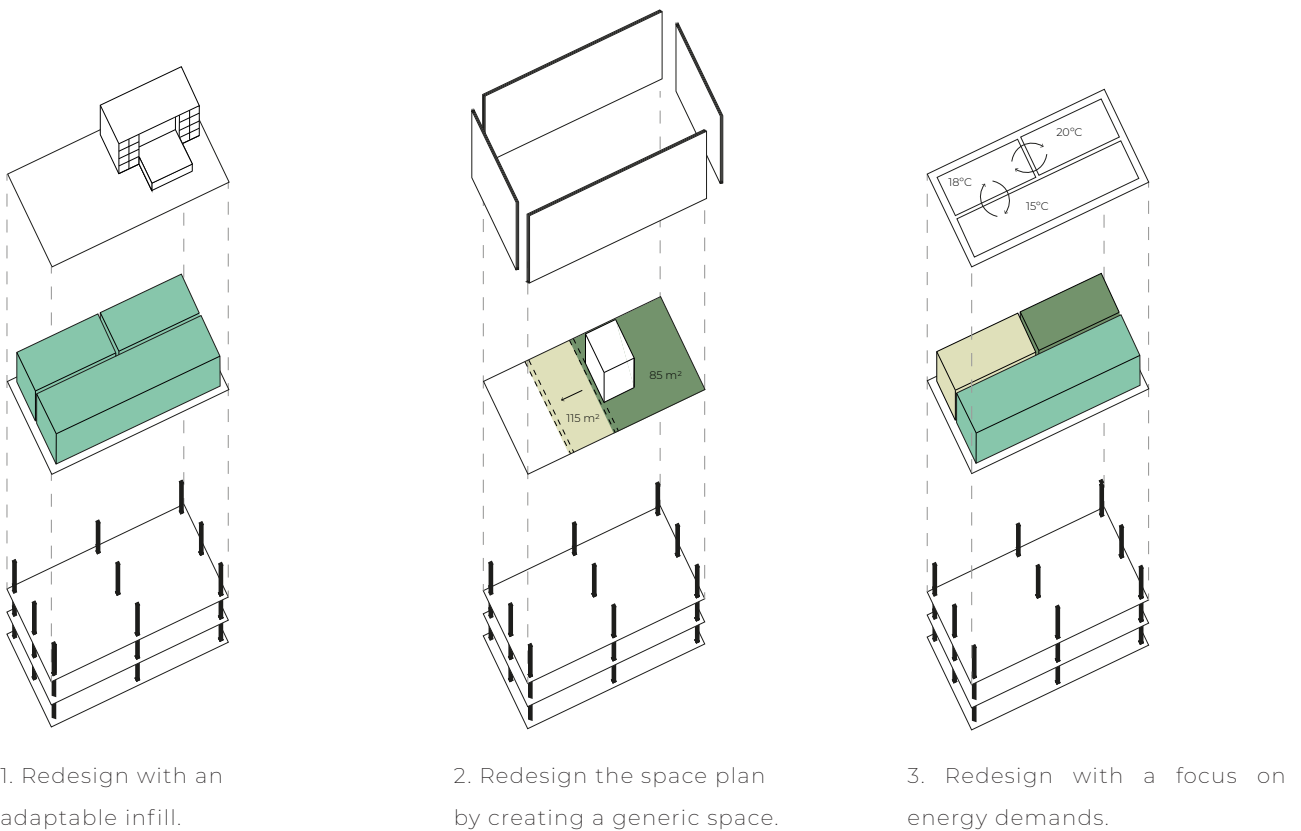 20°C
18°C
15°C
85 m²
115 m²
1. Redesign with an
adaptable infill.
2. Redesign the space plan
by creating a generic space.
3. Redesign with a focus on
energy demands.